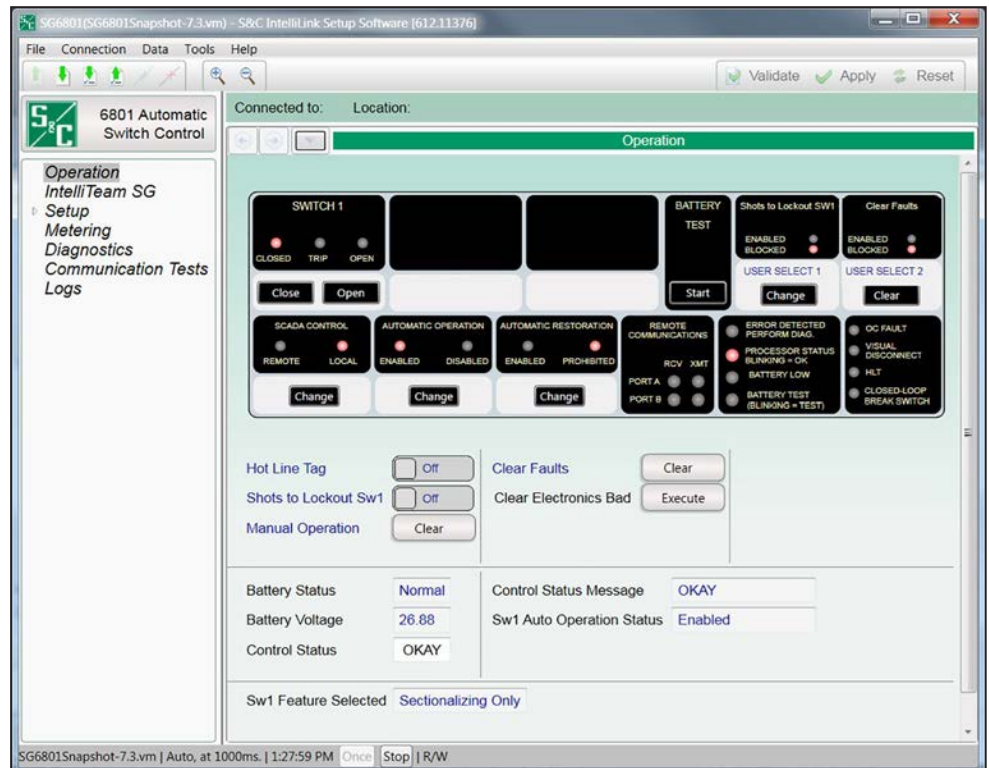 SG6801(SG6801Snapshot-7.3.vm) - S&C IntelliLink Setup Software [612.11376]
File Connection Data Tools Help
Validate Apply Reset
S&C
6801 Automatic
Switch Control
Connected to: Location:
Operation
Operation
IntelliTeam SG
Setup
Metering
Diagnostics
Communication Tests
Logs
SWITCH 1
CLOSED TRIP OPEN
Close Open
BATTERY
TEST
Start
Shots to Lockout SW1
ENABLED
BLOCKED
USER SELECT 1
Change
Clear Faults
ENABLED
BLOCKED
USER SELECT 2
Clear
SCADA CONTROL
REMOTE LOCAL
Change
AUTOMATIC OPERATION
ENABLED DISABLED
Change
AUTOMATIC RESTORATION
ENABLED PROHIBITED
Change
REMOTE
COMMUNICATIONS
RCV XMT
PORT A
PORT B
ERROR DETECTED
PERFORM DIAG.
PROCESSOR STATUS
BLINKING = OK
BATTERY LOW
BATTERY TEST
(BLINKING = TEST)
OC FAULT
VISUAL
DISCONNECT
HLT
CLOSED-LOOP
BREAK SWITCH
Hot Line Tag Off
Shots to Lockout Sw1 Off
Manual Operation Clear
Clear Faults Clear
Clear Electronics Bad Execute
Battery Status Normal
Battery Voltage 26.88
Control Status OKAY
Control Status Message OKAY
Sw1 Auto Operation Status Enabled
Sw1 Feature Selected Sectionalizing Only
SG6801Snapshot-7.3.vm | Auto, at 1000ms. | 1:27:59 PM Once Stop | R/W